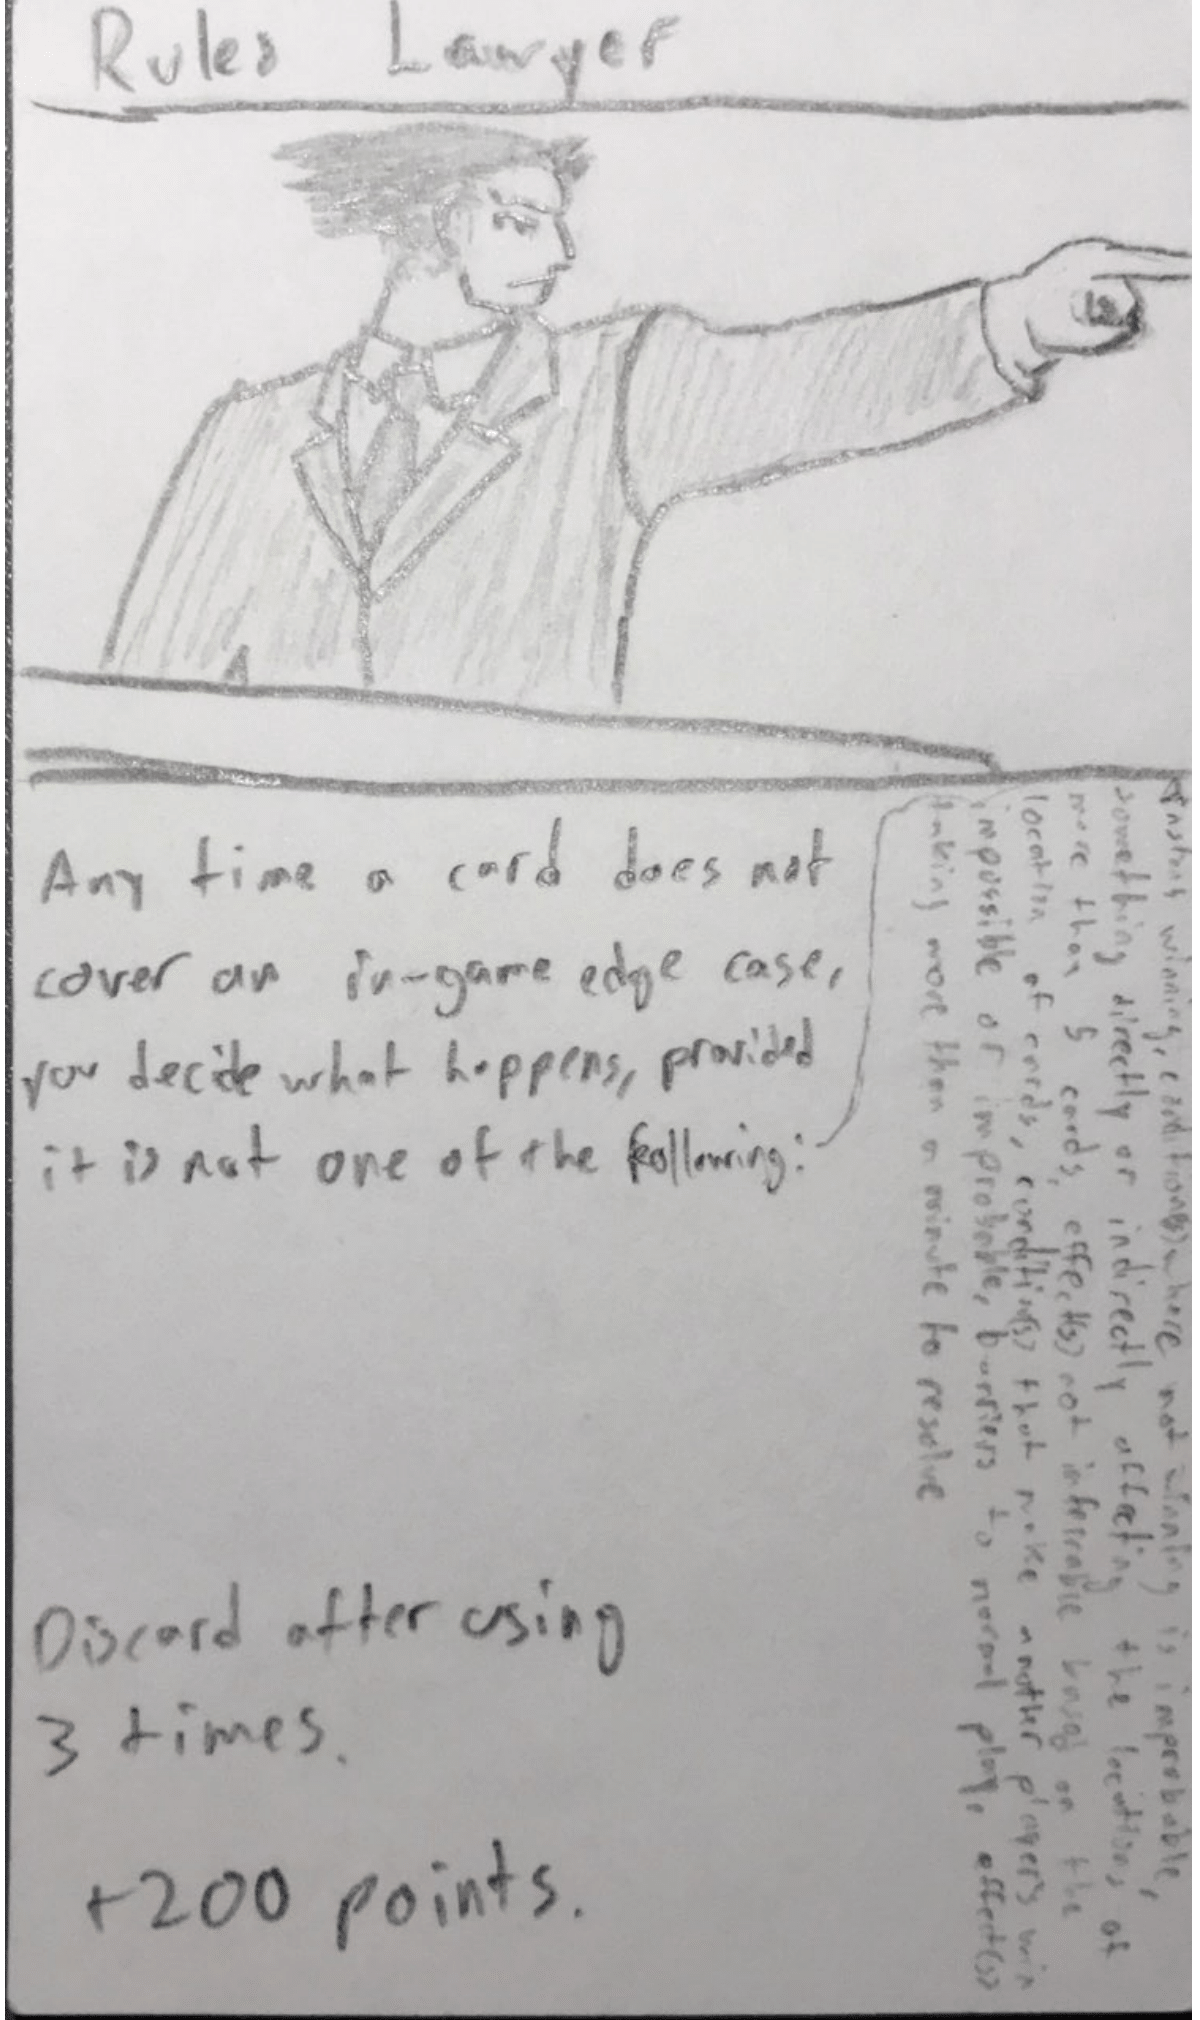 Rules Lawyer
Any time a card does not
cover an in-game edge case,
you decide what happens, provided
it is not one of the following:
winning, condition(s) where not winning is improbable,
something directly or indirectly affecting the locations of
more than 5 cards, effect(s) not inferrable based on the
location of cards, condition(s) that make another player's win
impossible or improbable, barriers to normal play, effect(s)
taking more than a minute to resolve
Discard after using
3 times.
+200 points.